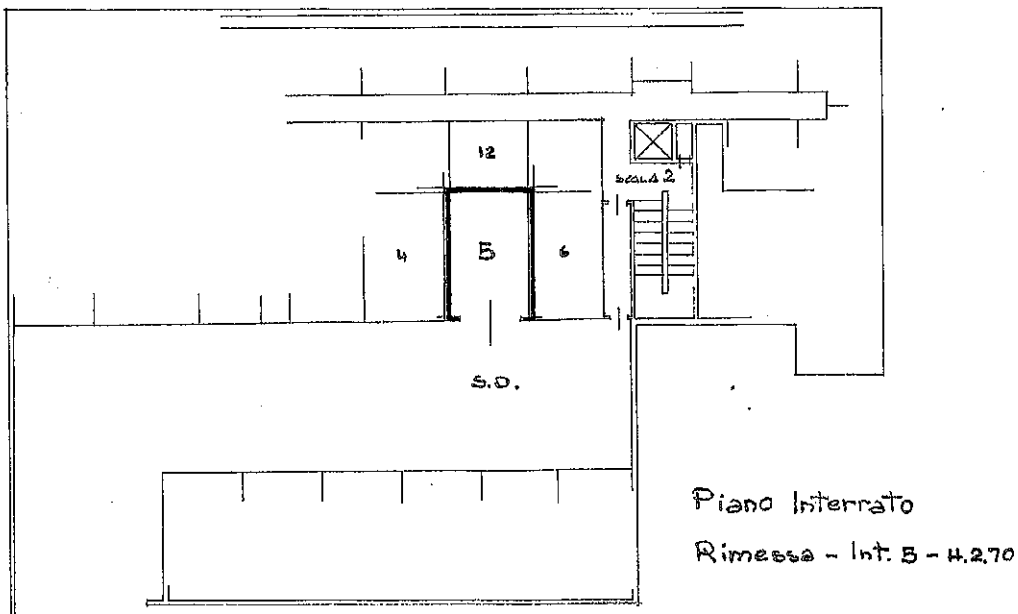 12
SCALA 2
4
5
6
S.D.
Piano Interrato
Rimessa - Int. 5 - H.2.70